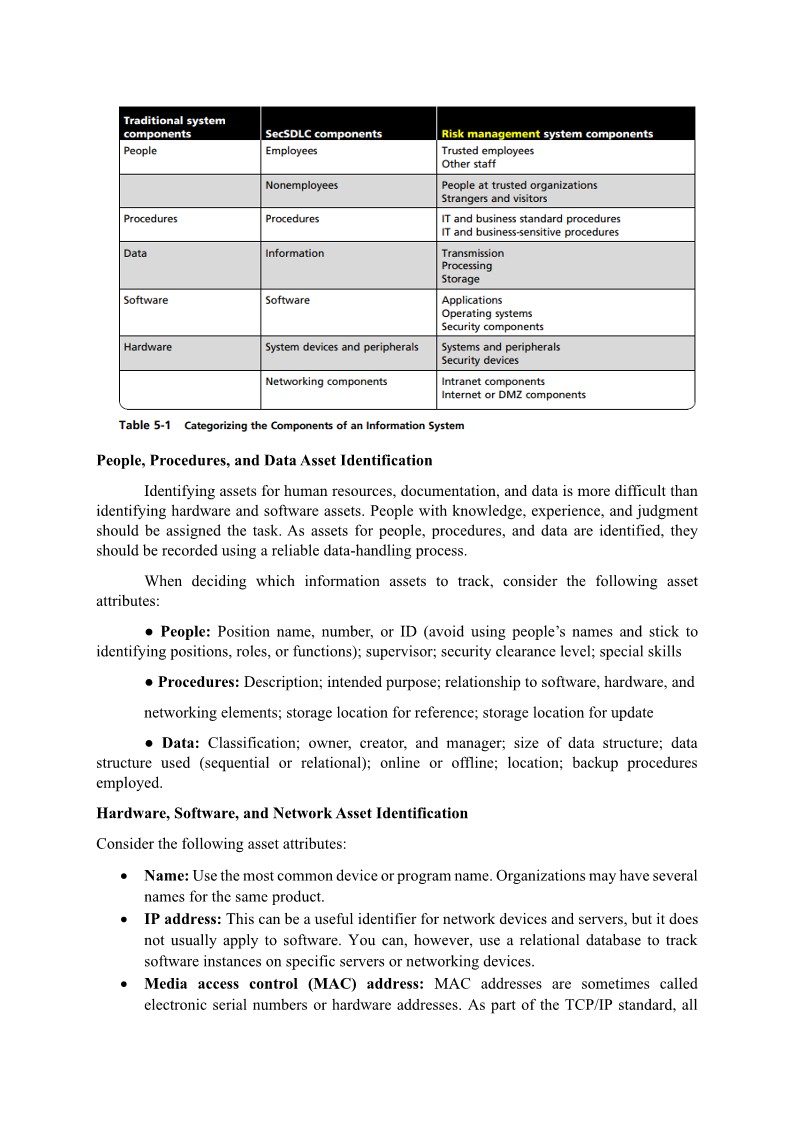 Traditional system components	SecSDLC components	Risk management system components
People	Employees	Trusted employees
Other staff
Nonemployees	People at trusted organizations
Strangers and visitors
Procedures	Procedures	IT and business standard procedures
IT and business-sensitive procedures
Data	Information	Transmission
Processing
Storage
Software	Software	Applications
Operating systems
Security components
Hardware	System devices and peripherals	Systems and peripherals
Security devices
Networking components	Intranet components
Internet or DMZ components
Table 5-1 Categorizing the Components of an Information System
People, Procedures, and Data Asset Identification
Identifying assets for human resources, documentation, and data is more difficult than
identifying hardware and software assets. People with knowledge, experience, and judgment
should be assigned the task. As assets for people, procedures, and data are identified, they
should be recorded using a reliable data-handling process.
When deciding which information assets to track, consider the following asset
attributes:
● People: Position name, number, or ID (avoid using people’s names and stick to
identifying positions, roles, or functions); supervisor; security clearance level; special skills
● Procedures: Description; intended purpose; relationship to software, hardware, and
networking elements; storage location for reference; storage location for update
● Data: Classification; owner, creator, and manager; size of data structure; data
structure used (sequential or relational); online or offline; location; backup procedures
employed.
Hardware, Software, and Network Asset Identification
Consider the following asset attributes:
• Name: Use the most common device or program name. Organizations may have several
names for the same product.
• IP address: This can be a useful identifier for network devices and servers, but it does
not usually apply to software. You can, however, use a relational database to track
software instances on specific servers or networking devices.
• Media access control (MAC) address: MAC addresses are sometimes called
electronic serial numbers or hardware addresses. As part of the TCP/IP standard, all